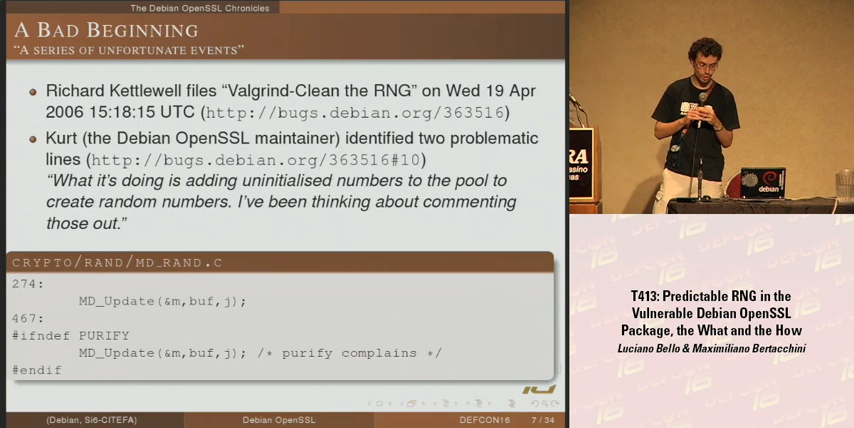 The Debian OpenSSL Chronicles
A BAD BEGINNING
“A SERIES OF UNFORTUNATE EVENTS”
Richard Kettlewell files “Valgrind-Clean the RNG” on Wed 19 Apr
2006 15:18:15 UTC (http://bugs.debian.org/363516)
Kurt (the Debian OpenSSL maintainer) identified two problematic
lines (http://bugs.debian.org/363516#10)
“What it’s doing is adding uninitialised numbers to the pool to
create random numbers. I’ve been thinking about commenting
those out.”
CRYPTO/RAND/MD_RAND.C
274:
MD_Update(&m,buf,j);
467:
#ifndef PURIFY
MD_Update(&m,buf,j); /* purify complains */
#endif
(Debian, Si6-CITEFA) Debian OpenSSL DEFCON16 7 / 34
RA
asino
debian
DEFCON
16
T413: Predictable RNG in the
Vulnerable Debian OpenSSL
Package, the What and the How
Luciano Bello & Maximiliano Bertacchini